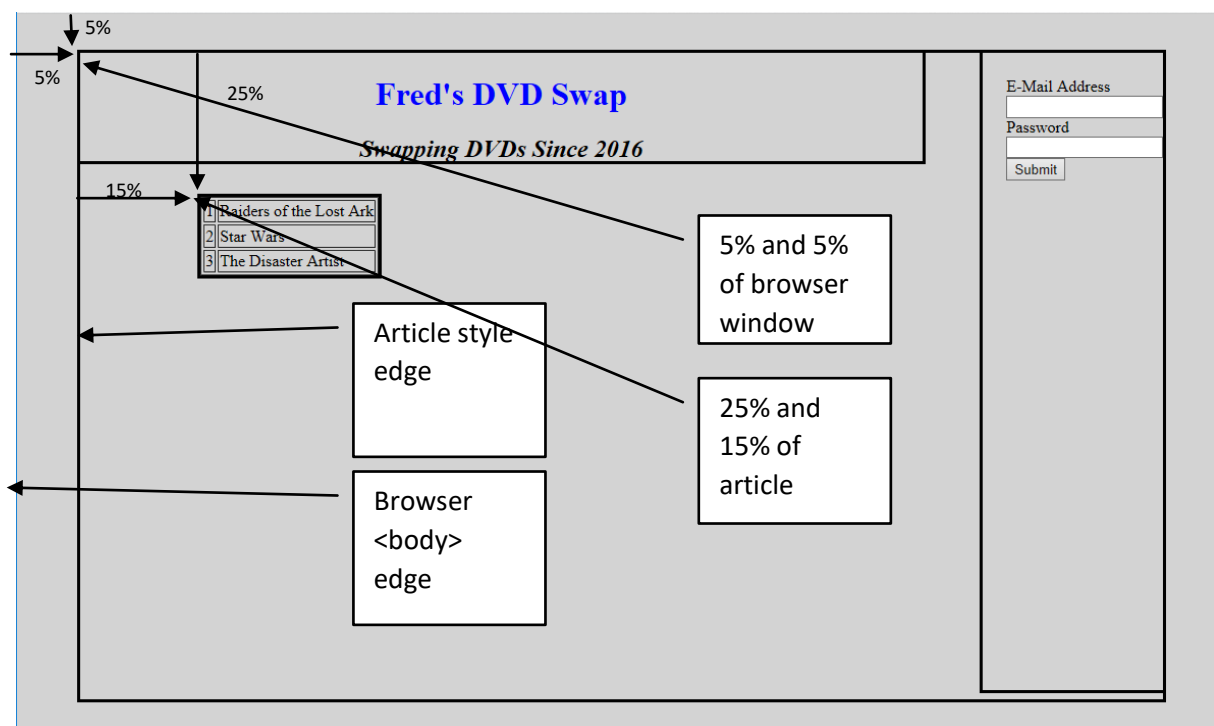 5%
5%
25%
Fred's DVD Swap
Swapping DVDs Since 2016
E-Mail Address
Password
Submit
15%
1 Raiders of the Lost Ark
2 Star Wars
3 The Disaster Artist
5% and 5%
of browser
window
Article style
edge
25% and
15% of
article
Browser
<body>
edge